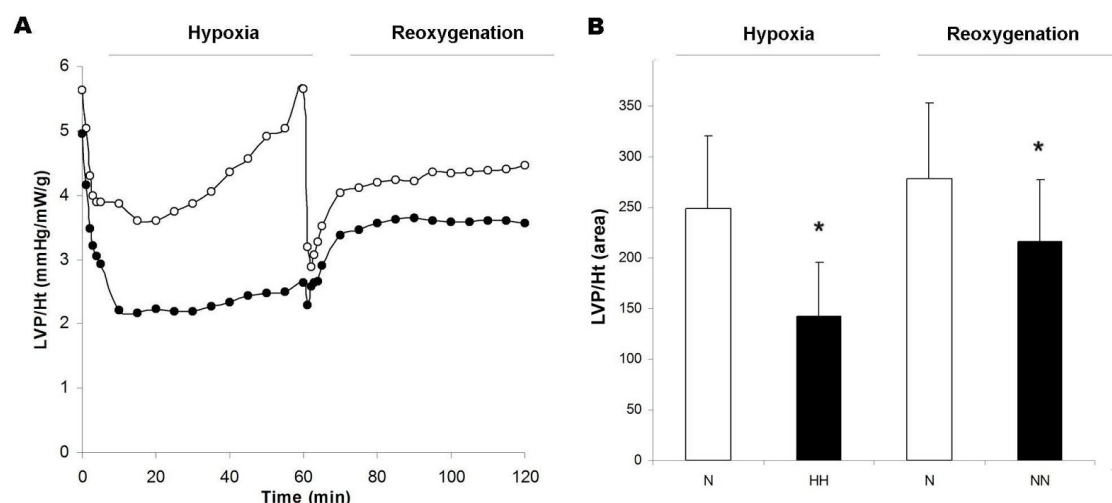 A
Hypoxia
Reoxygenation
LVP/Ht (mmHg/mW/g)
6
5
4
3
2
1
0
0 20 40 60 80 100 120
Time (min)
B
Hypoxia
Reoxygenation
LVP/Ht (area)
350
300
250
200
150
100
50
0
*
*
N HH N NN